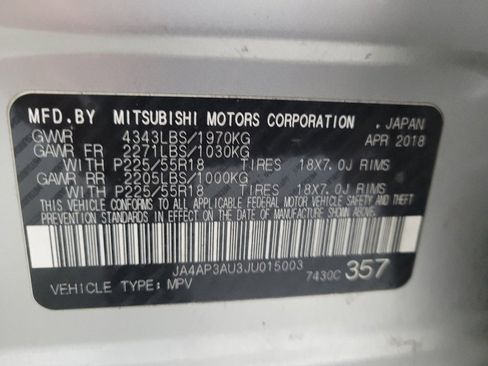 MFD.BY MITSUBISHI MOTORS CORPORATION . JAPAN
GVWR 4343LBS/1970KG APR 2018
GAWR FR 2271LBS/1030KG
WITH P225/55R18 TIRES 18X7.0J RIMS
GAWR RR 2205LBS/1000KG
WITH P225/55R18 TIRES 18X7.0J RIMS
THIS VEHICLE CONFORMS TO ALL APPLICABLE FEDERAL MOTOR VEHICLE SAFETY AND THEFT
PREVENTION STANDARDS IN EFFECT ON THE DATE OF MANUFACTURE SHOWN ABOVE.
JA4AP3AU3JU015003
7430C 357
VEHICLE TYPE: MPV